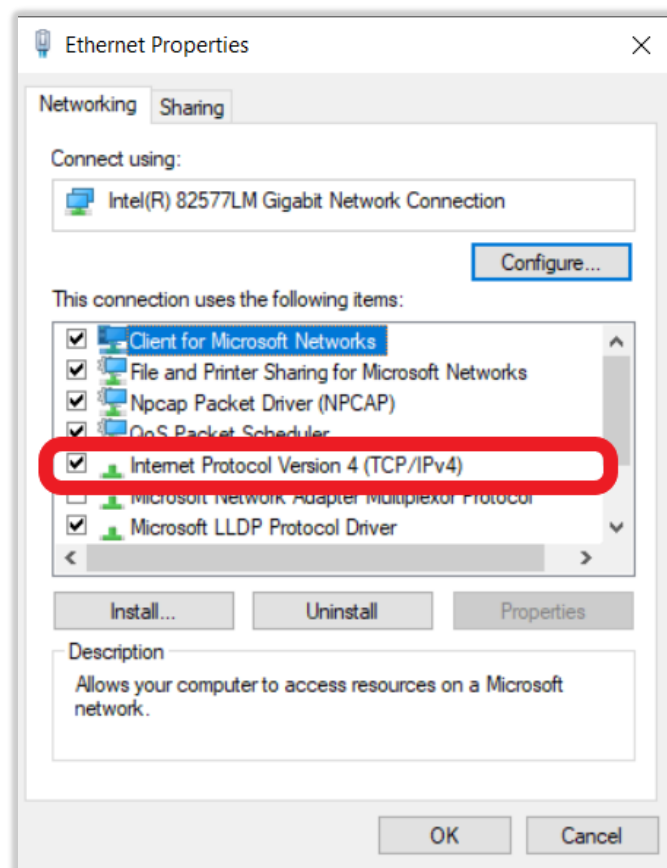 Ethernet Properties
Networking
Sharing
Connect using:
Intel(R) 82577LM Gigabit Network Connection
Configure...
This connection uses the following items:
Client for Microsoft Networks
File and Printer Sharing for Microsoft Networks
Npcap Packet Driver (NPCAP)
QoS Packet Scheduler
Internet Protocol Version 4 (TCP/IPv4)
Microsoft Network Adapter Multiplexor Protocol
Microsoft LLDP Protocol Driver
Install...
Uninstall
Properties
Description
Allows your computer to access resources on a Microsoft
network.
OK
Cancel